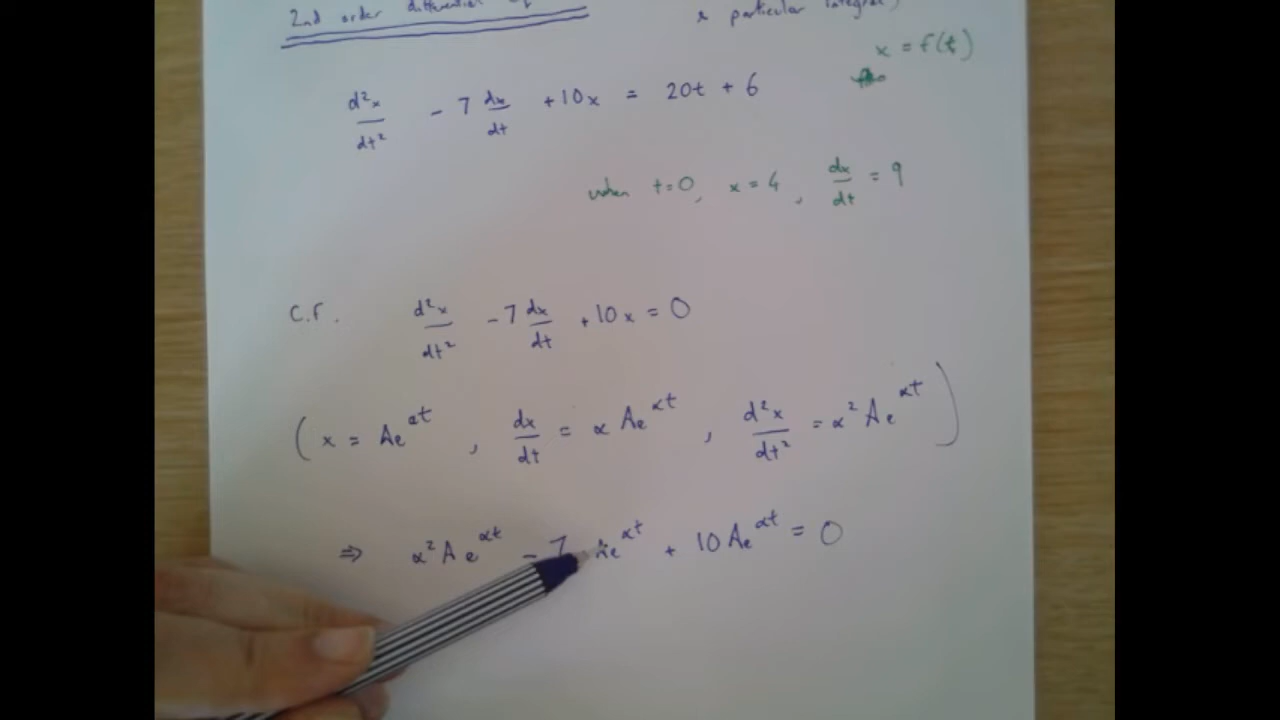 2nd order differential
& particular integral)
x = f(t)
d²x/dt² - 7 dx/dt + 10x = 20t + 6
when t=0, x=4, dx/dt = 9
C.F. d²x/dt² - 7 dx/dt + 10x = 0
( x = Ae^αt , dx/dt = αAe^αt , d²x/dt² = α²Ae^αt )
⇒ α²Ae^αt - 7 Ae^αt + 10Ae^αt = 0